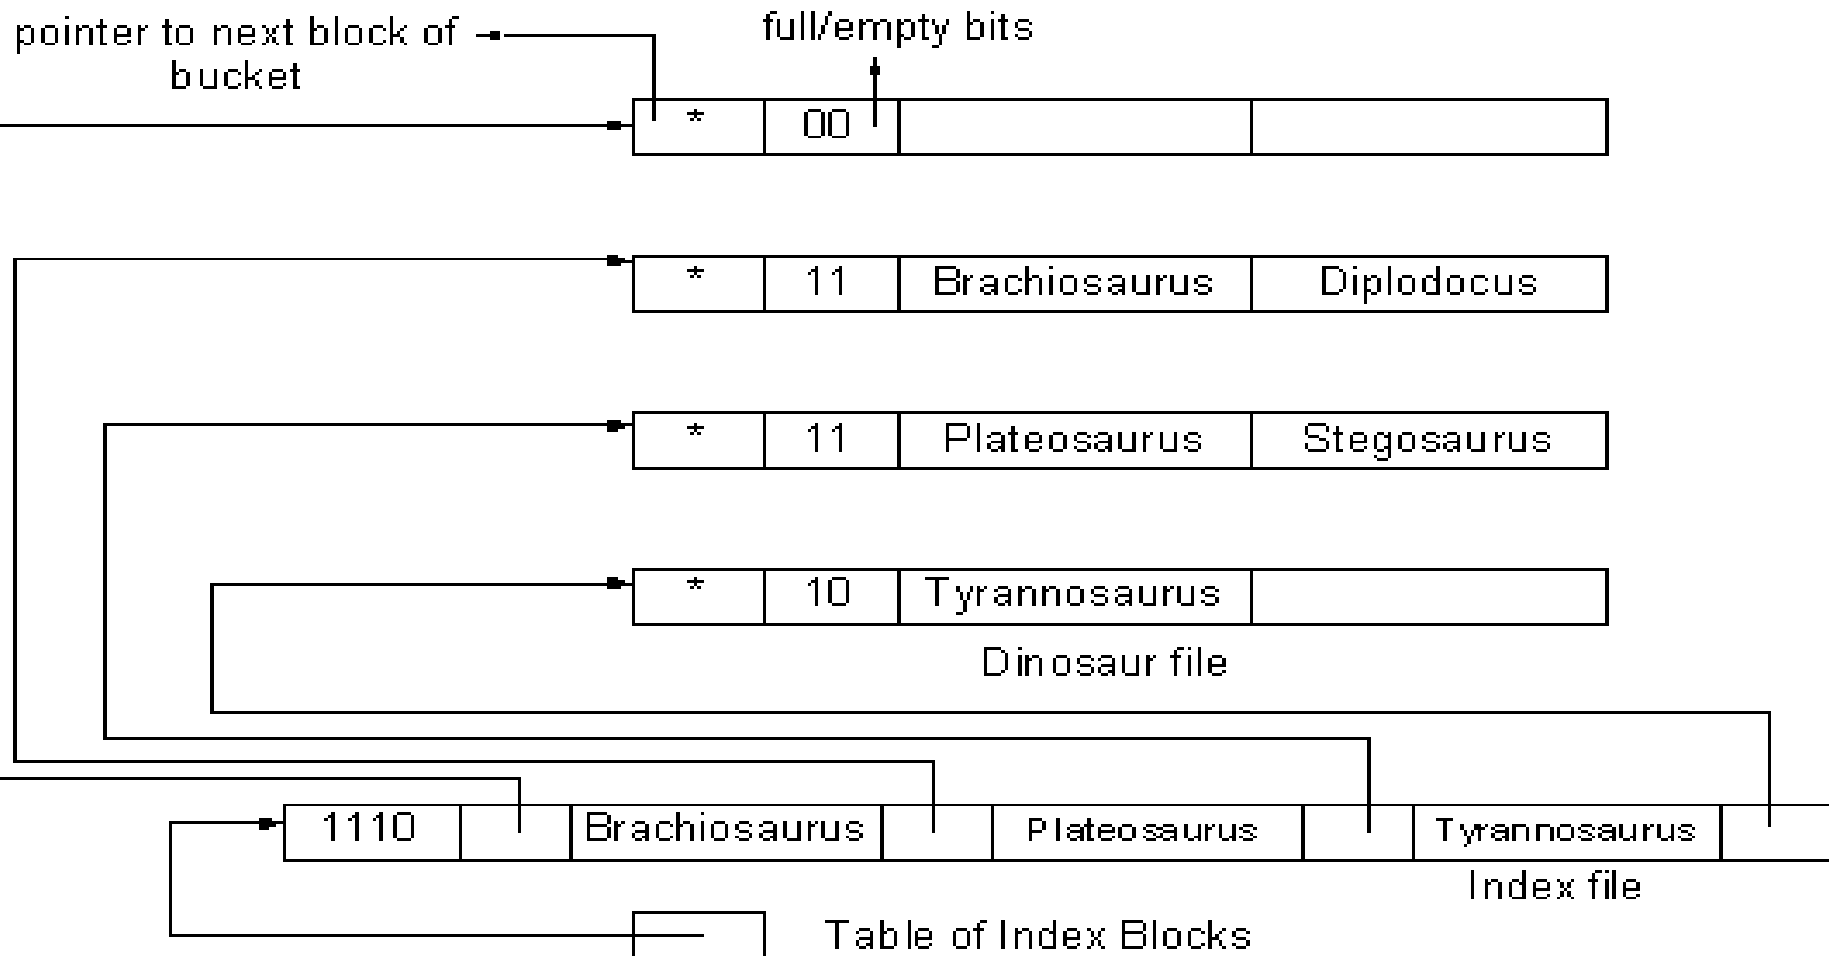 pointer to next block of
bucket
full/empty bits
* 00
* 11 Brachiosaurus Diplodocus
* 11 Plateosaurus Stegosaurus
* 10 Tyrannosaurus
Dinosaur file
1110 Brachiosaurus Plateosaurus Tyrannosaurus
Index file
Table of Index Blocks